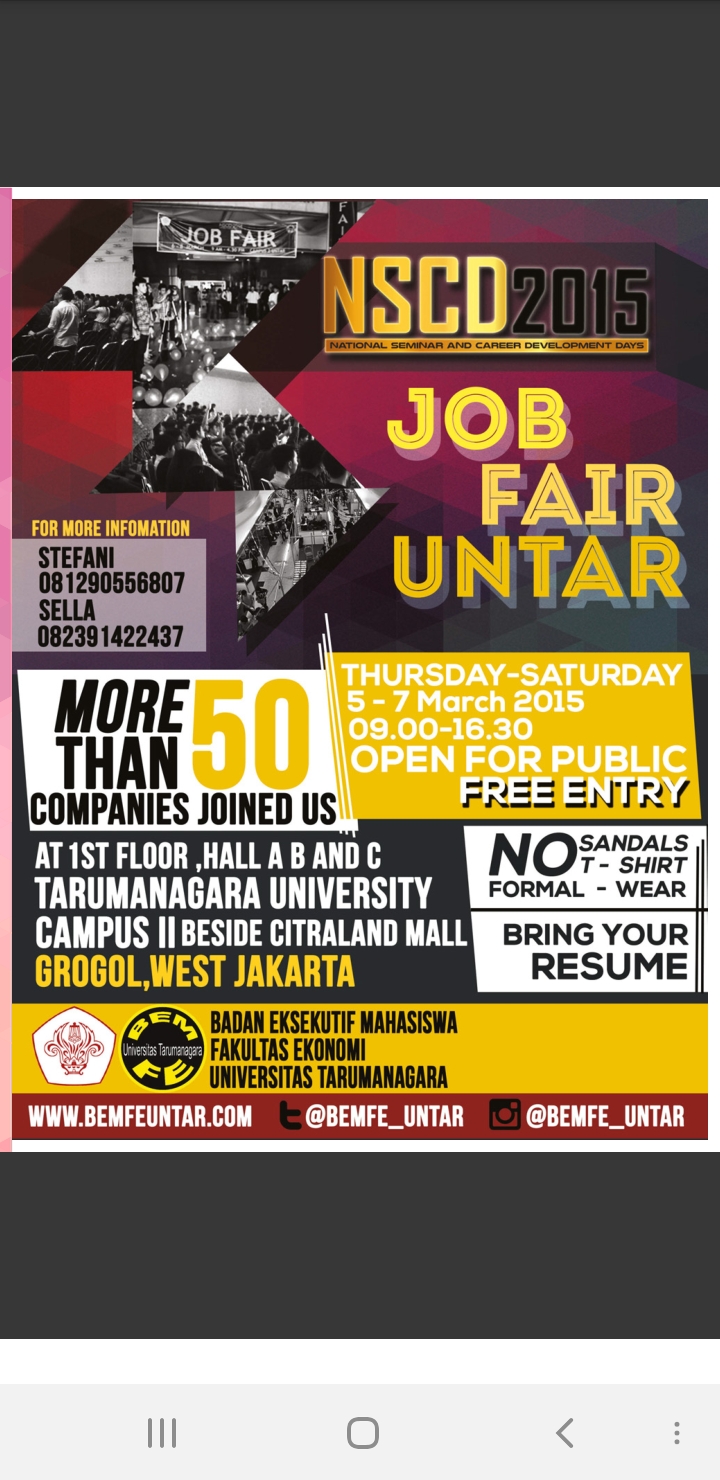 JOB FAIR
FAI
NSCD2015
NATIONAL SEMINAR AND CAREER DEVELOPMENT DAYS
JOB
FAIR
UNTAR
FOR MORE INFOMATION
STEFANI
081290556807
SELLA
082391422437
MORE
THAN 50
COMPANIES JOINED US
THURSDAY-SATURDAY
5 - 7 March 2015
09.00-16.30
OPEN FOR PUBLIC
FREE ENTRY
AT 1ST FLOOR ,HALL A B AND C
TARUMANAGARA UNIVERSITY
CAMPUS II BESIDE CITRALAND MALL
GROGOL,WEST JAKARTA
NO SANDALS
T - SHIRT
FORMAL - WEAR
BRING YOUR
RESUME
BEM
Universitas Tarumanagara
FE
BADAN EKSEKUTIF MAHASISWA
FAKULTAS EKONOMI
UNIVERSITAS TARUMANAGARA
WWW.BEMFEUNTAR.COM @BEMFE_UNTAR @BEMFE_UNTAR